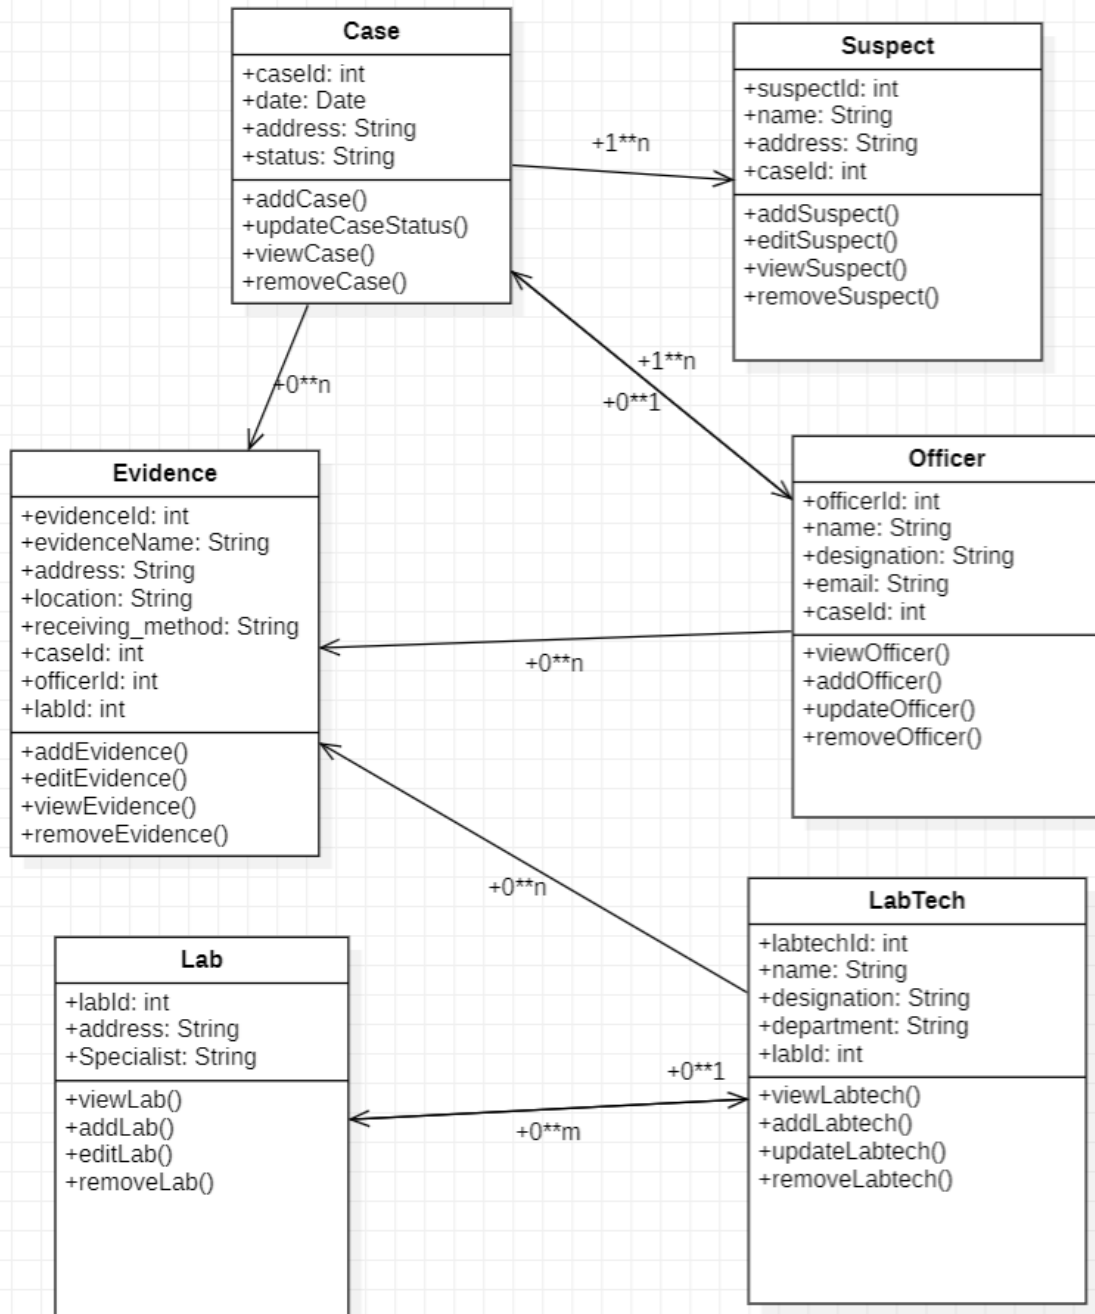 Case
+caseId: int
+date: Date
+address: String
+status: String
+addCase()
+updateCaseStatus()
+viewCase()
+removeCase()
Suspect
+suspectId: int
+name: String
+address: String
+caseId: int
+addSuspect()
+editSuspect()
+viewSuspect()
+removeSuspect()
+1**n
+1**n
+0**1
+0**n
Evidence
+evidenceId: int
+evidenceName: String
+address: String
+location: String
+receiving_method: String
+caseId: int
+officerId: int
+labId: int
+addEvidence()
+editEvidence()
+viewEvidence()
+removeEvidence()
Officer
+officerId: int
+name: String
+designation: String
+email: String
+caseId: int
+viewOfficer()
+addOfficer()
+updateOfficer()
+removeOfficer()
+0**n
+0**n
Lab
+labId: int
+address: String
+Specialist: String
+viewLab()
+addLab()
+editLab()
+removeLab()
LabTech
+labtechId: int
+name: String
+designation: String
+department: String
+labId: int
+viewLabtech()
+addLabtech()
+updateLabtech()
+removeLabtech()
+0**1
+0**m